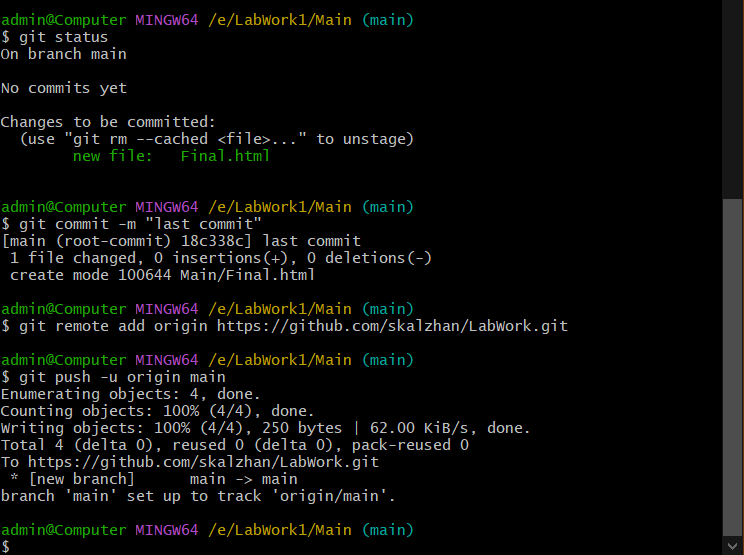 admin@Computer MINGW64 /e/LabWork1/Main (main)
$ git status
On branch main
No commits yet
Changes to be committed:
  (use "git rm --cached <file>..." to unstage)
        new file:   Final.html
admin@Computer MINGW64 /e/LabWork1/Main (main)
$ git commit -m "last commit"
[main (root-commit) 18c338c] last commit
 1 file changed, 0 insertions(+), 0 deletions(-)
 create mode 100644 Main/Final.html
admin@Computer MINGW64 /e/LabWork1/Main (main)
$ git remote add origin https://github.com/skalzhan/LabWork.git
admin@Computer MINGW64 /e/LabWork1/Main (main)
$ git push -u origin main
Enumerating objects: 4, done.
Counting objects: 100% (4/4), done.
Writing objects: 100% (4/4), 250 bytes | 62.00 KiB/s, done.
Total 4 (delta 0), reused 0 (delta 0), pack-reused 0
To https://github.com/skalzhan/LabWork.git
 * [new branch]      main -> main
branch 'main' set up to track 'origin/main'.
admin@Computer MINGW64 /e/LabWork1/Main (main)
$